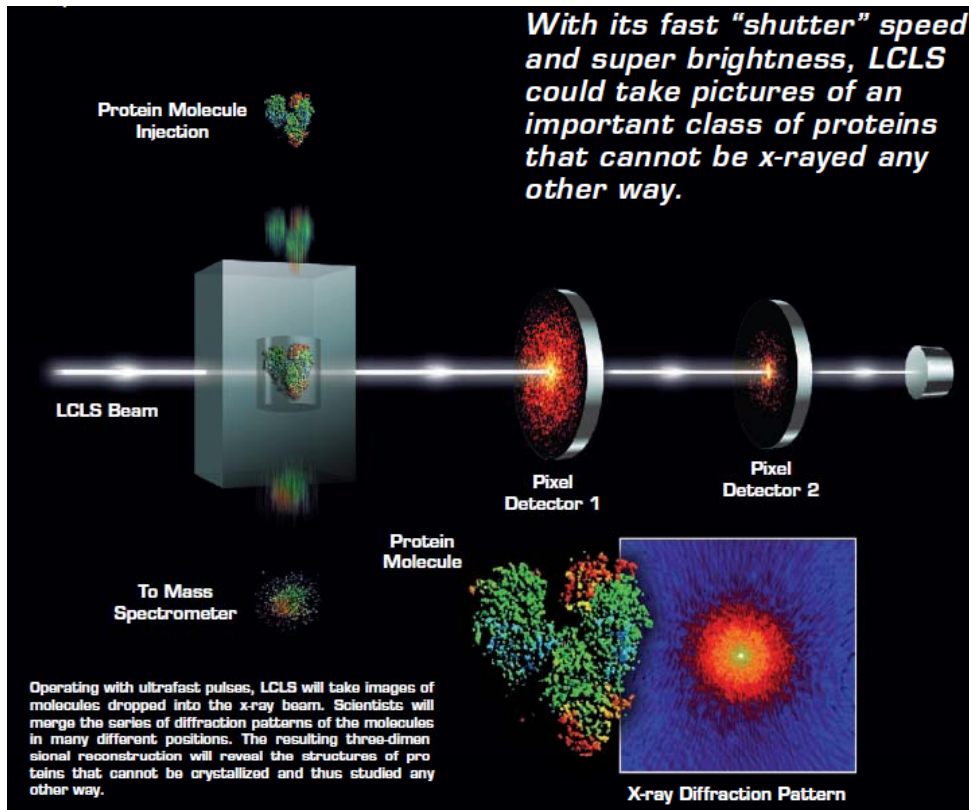 With its fast “shutter” speed
and super brightness, LCLS
could take pictures of an
important class of proteins
that cannot be x-rayed any
other way.
Protein Molecule
Injection
LCLS Beam
Pixel
Detector 1
Pixel
Detector 2
Protein
Molecule
To Mass
Spectrometer
Operating with ultrafast pulses, LCLS will take images of
molecules dropped into the x-ray beam. Scientists will
merge the series of diffraction patterns of the molecules
in many different positions. The resulting three-dimen
sional reconstruction will reveal the structures of pro
teins that cannot be crystallized and thus studied any
other way.
X-ray Diffraction Pattern